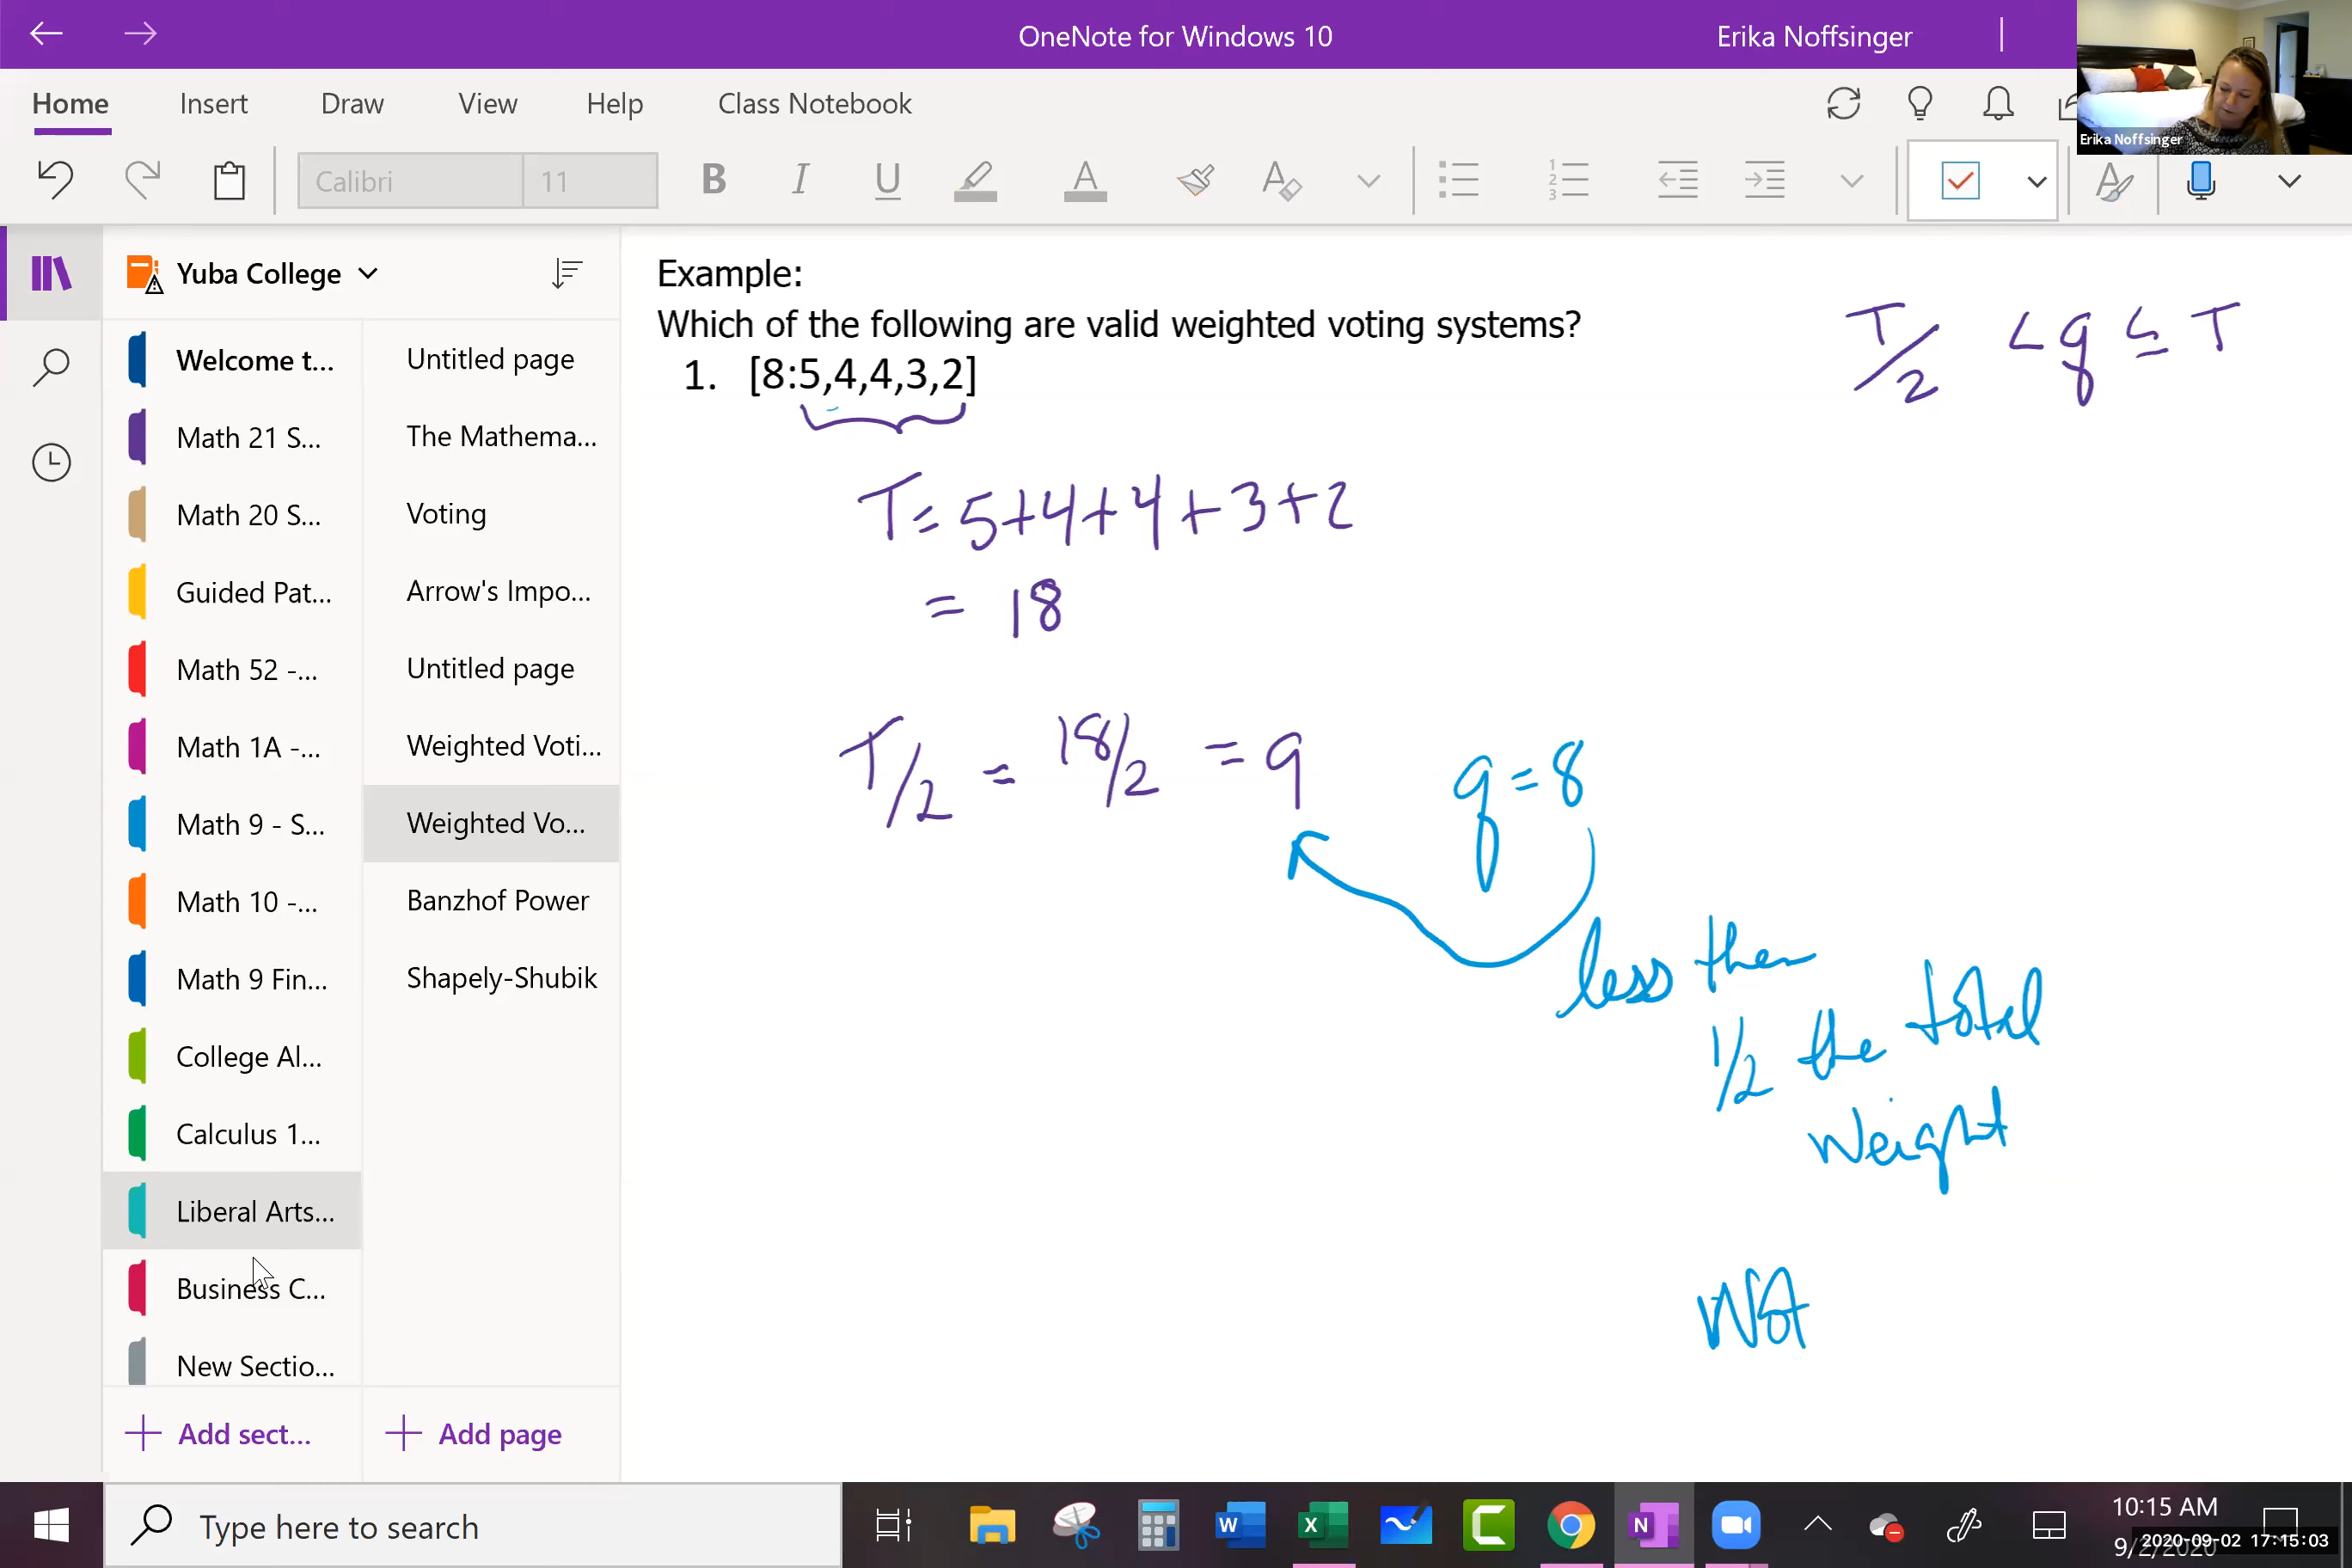 OneNote for Windows 10
Erika Noffsinger
Erika Noffsinger
Home Insert Draw View Help Class Notebook
Calibri 11 B I U A A
Yuba College
Welcome t...
Math 21 S...
Math 20 S...
Guided Pat...
Math 52 -...
Math 1A -...
Math 9 - S...
Math 10 -...
Math 9 Fin...
College Al...
Calculus 1...
Liberal Arts...
Business C...
New Sectio...
Add sect...
Untitled page
The Mathema...
Voting
Arrow's Impo...
Untitled page
Weighted Voti...
Weighted Vo...
Banzhof Power
Shapely-Shubik
Add page
Example:
Which of the following are valid weighted voting systems?
1. [8:5,4,4,3,2]
T/2 < q ≤ T
T = 5+4+4+3+2
= 18
T/2 = 18/2 = 9
q = 8
less then
1/2 the total
weight
Not
Type here to search
10:15 AM
2020-09-02 17:15:03